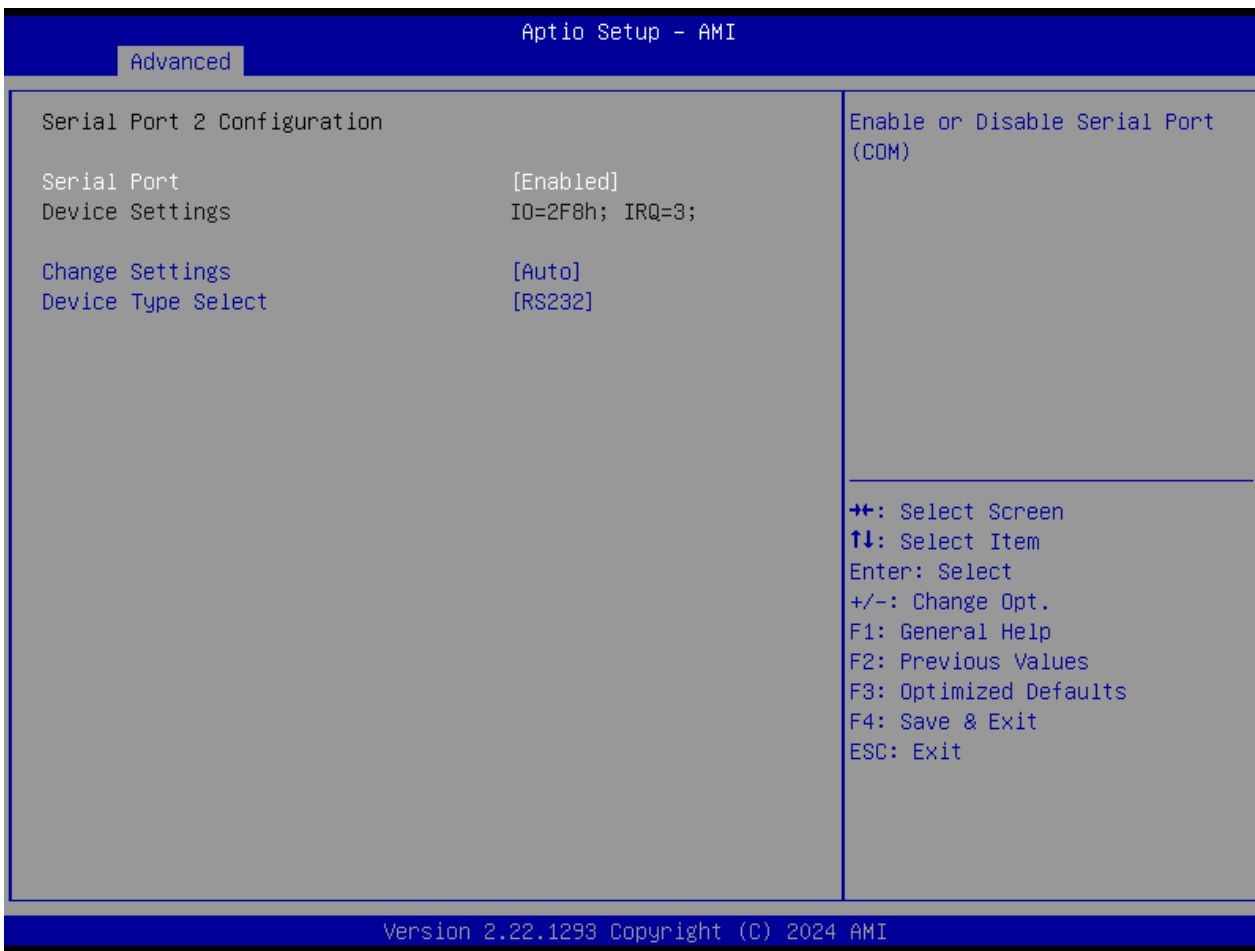 Aptio Setup – AMI
Advanced
Serial Port 2 Configuration
Serial Port [Enabled]
Device Settings IO=2F8h; IRQ=3;
Change Settings [Auto]
Device Type Select [RS232]
Enable or Disable Serial Port
(COM)
→←: Select Screen
↑↓: Select Item
Enter: Select
+/-: Change Opt.
F1: General Help
F2: Previous Values
F3: Optimized Defaults
F4: Save & Exit
ESC: Exit
Version 2.22.1293 Copyright (C) 2024 AMI